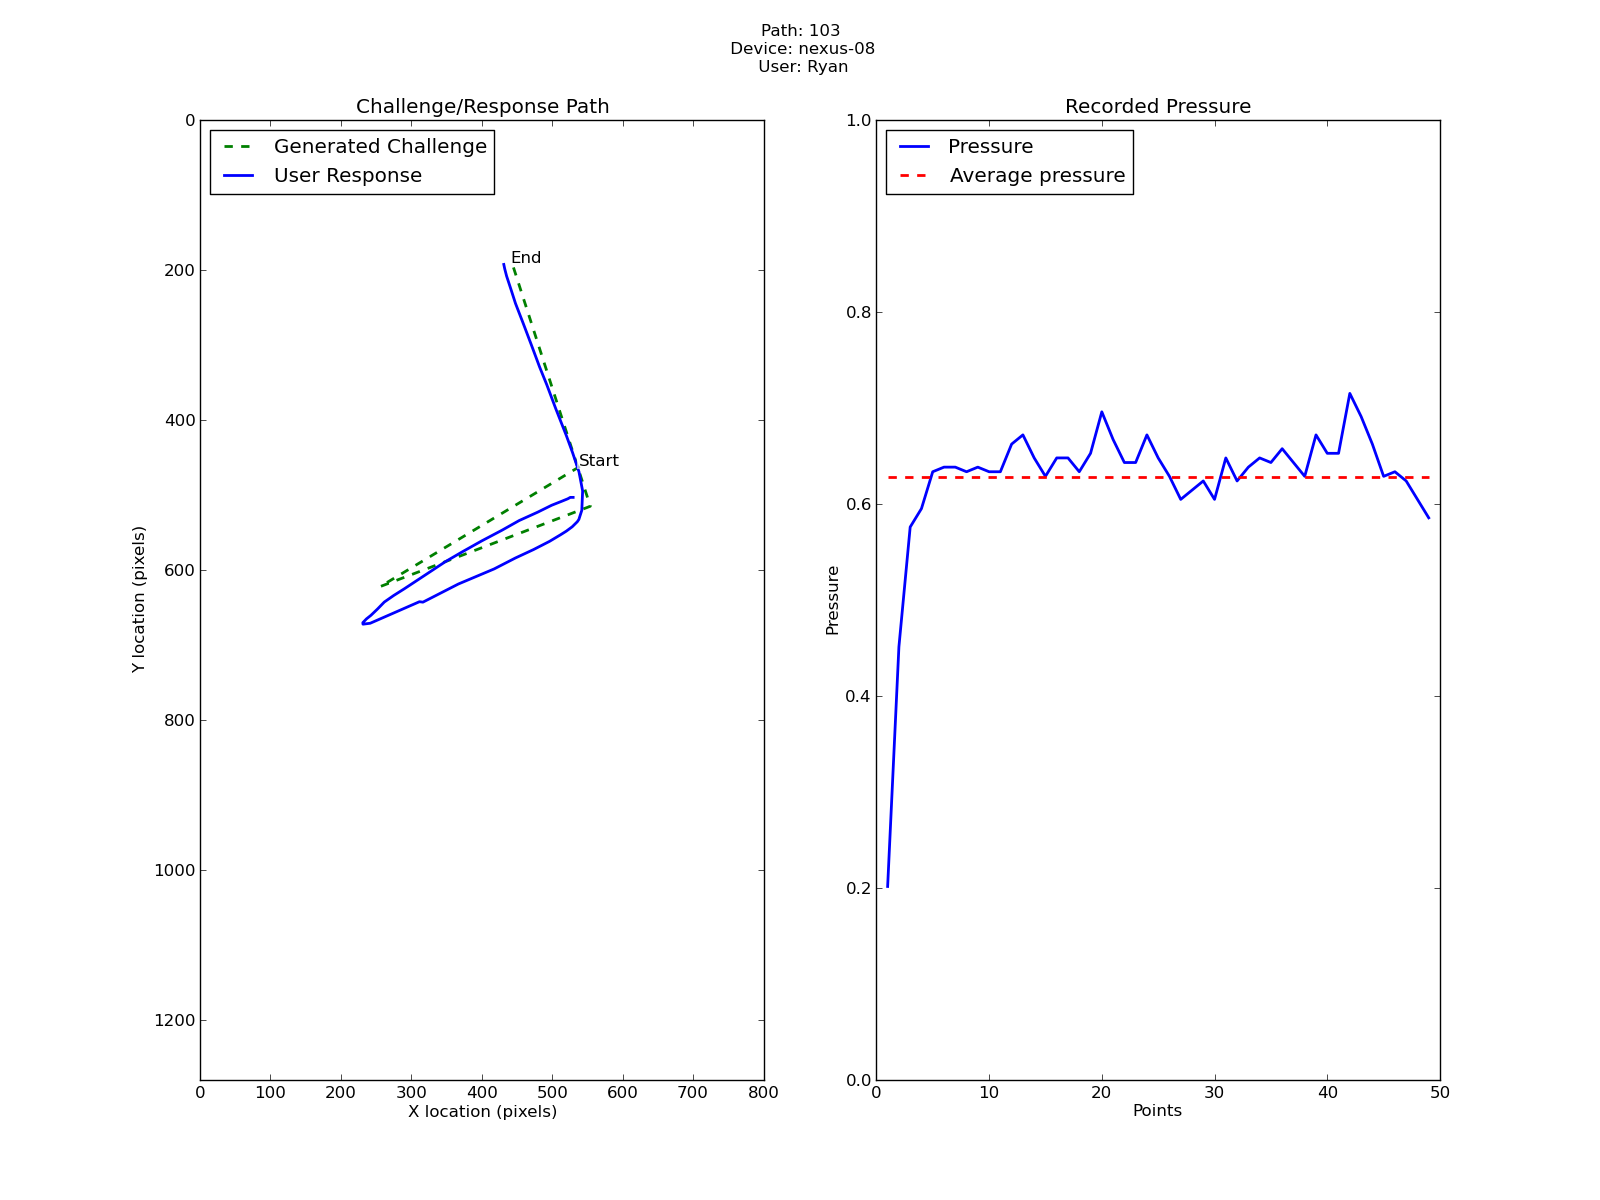 Path: 103
Device: nexus-08
User: Ryan
Challenge/Response Path
Generated Challenge
User Response
End
Start
0
200
400
600
800
1000
1200
Y location (pixels)
0 100 200 300 400 500 600 700 800
X location (pixels)
Recorded Pressure
Pressure
Average pressure
1.0
0.8
0.6
0.4
0.2
0.0
Pressure
0 10 20 30 40 50
Points